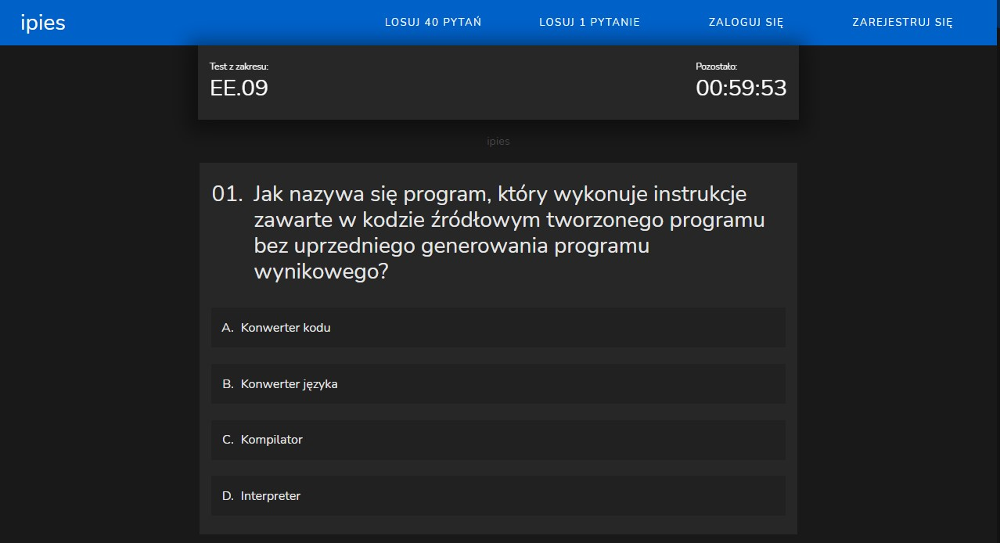 ipies
LOSUJ 40 PYTAŃ
LOSUJ 1 PYTANIE
ZALOGUJ SIĘ
ZAREJESTRUJ SIĘ
Test z zakresu:
EE.09
Pozostało:
00:59:53
ipies
01. Jak nazywa się program, który wykonuje instrukcje
zawarte w kodzie źródłowym tworzonego programu
bez uprzedniego generowania programu
wynikowego?
A. Konwerter kodu
B. Konwerter języka
C. Kompilator
D. Interpreter